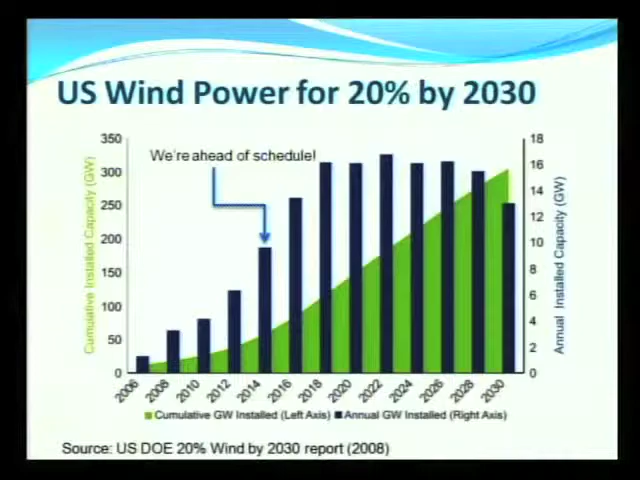 US Wind Power for 20% by 2030
We're ahead of schedule!
Cumulative Installed Capacity (GW)
350
300
250
200
150
100
50
0
18
16
14
12
10
8
6
4
2
0
Annual Installed Capacity (GW)
2006 2008 2010 2012 2014 2016 2018 2020 2022 2024 2026 2028 2030
Cumulative GW Installed (Left Axis) Annual GW Installed (Right Axis)
Source: US DOE 20% Wind by 2030 report (2008)